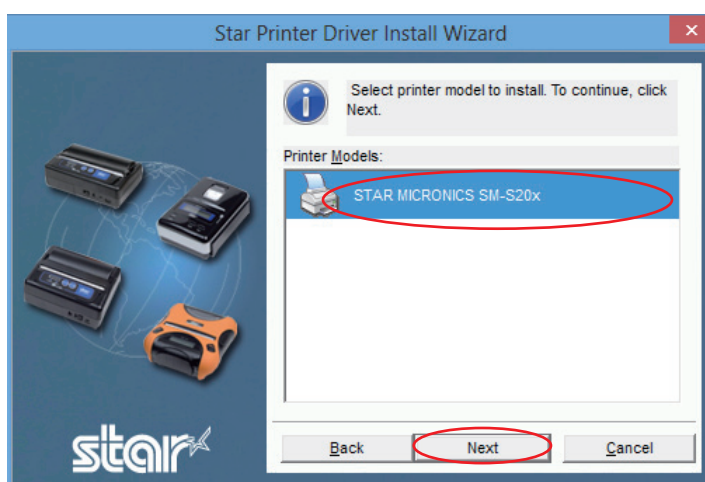 Star Printer Driver Install Wizard
Select printer model to install. To continue, click
Next.
Printer Models:
STAR MICRONICS SM-S20x
star
Back Next Cancel